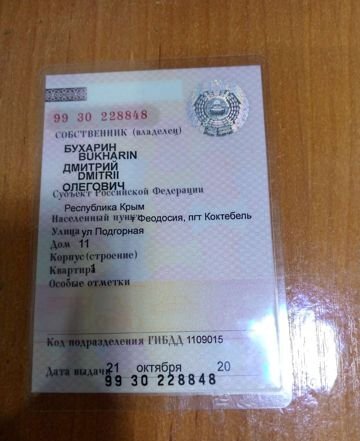 99 30 228848
СОБСТВЕННИК (владелец)
БУХАРИН
BUKHARIN
ДМИТРИЙ
DMITRII
ОЛЕГОВИЧ
Субъект Российской Федерации
Республика Крым
Населенный пункт г Феодосия, пгт Коктебель
Улица ул Подгорная
Дом 11
Корпус (строение)
Квартира 1
Особые отметки
Код подразделения ГИБДД 1109015
Дата выдачи 21 октября 20
99 30 228848